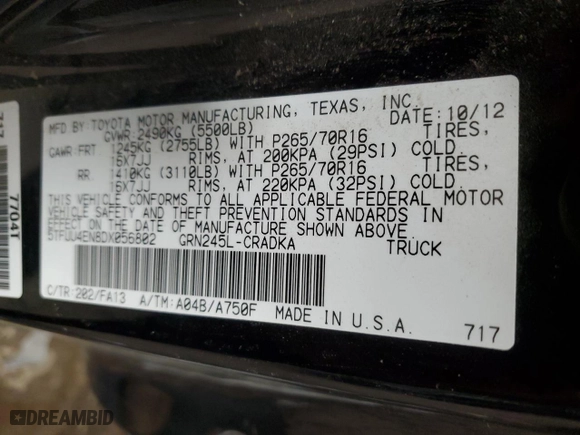 MFD BY: TOYOTA MOTOR MANUFACTURING, TEXAS, INC.
GVWR: 2490KG (5500LB) DATE: 10/12
GAWR: FRT 1245KG (2755LB) WITH P265/70R16 TIRES,
16X7JJ RIMS, AT 200KPA (29PSI) COLD.
RR 1410KG (3110LB) WITH P265/70R16 TIRES,
16X7JJ RIMS, AT 220KPA (32PSI) COLD.
THIS VEHICLE CONFORMS TO ALL APPLICABLE FEDERAL MOTOR
VEHICLE SAFETY AND THEFT PREVENTION STANDARDS IN
EFFECT ON THE DATE OF MANUFACTURE SHOWN ABOVE.
5TFUU4EN8DX056802 GRN245L-CRADKA TRUCK
C/TR: 202/FA13 A/TM: A04B/A750F MADE IN U.S.A.
717
7704T
DREAMBID